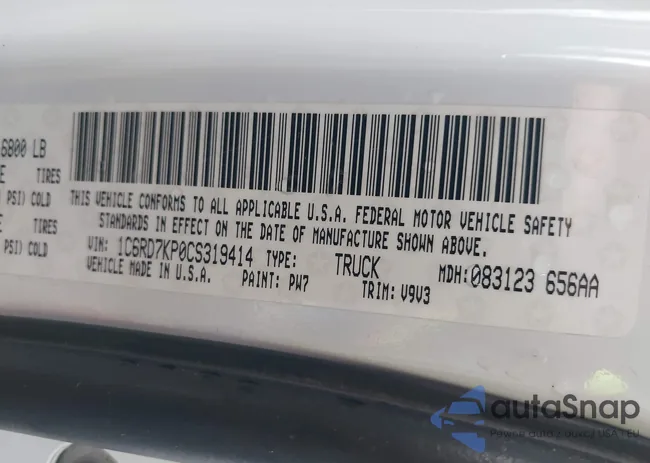 6800 LB
TIRES
PSI) COLD
TIRES
PSI) COLD
THIS VEHICLE CONFORMS TO ALL APPLICABLE U.S.A. FEDERAL MOTOR VEHICLE SAFETY
STANDARDS IN EFFECT ON THE DATE OF MANUFACTURE SHOWN ABOVE.
VIN: 1C6RD7KP0CS319414 TYPE: TRUCK MDH: 083123 656AA
VEHICLE MADE IN U.S.A. PAINT: PW7 TRIM: V9V3
autaSnap